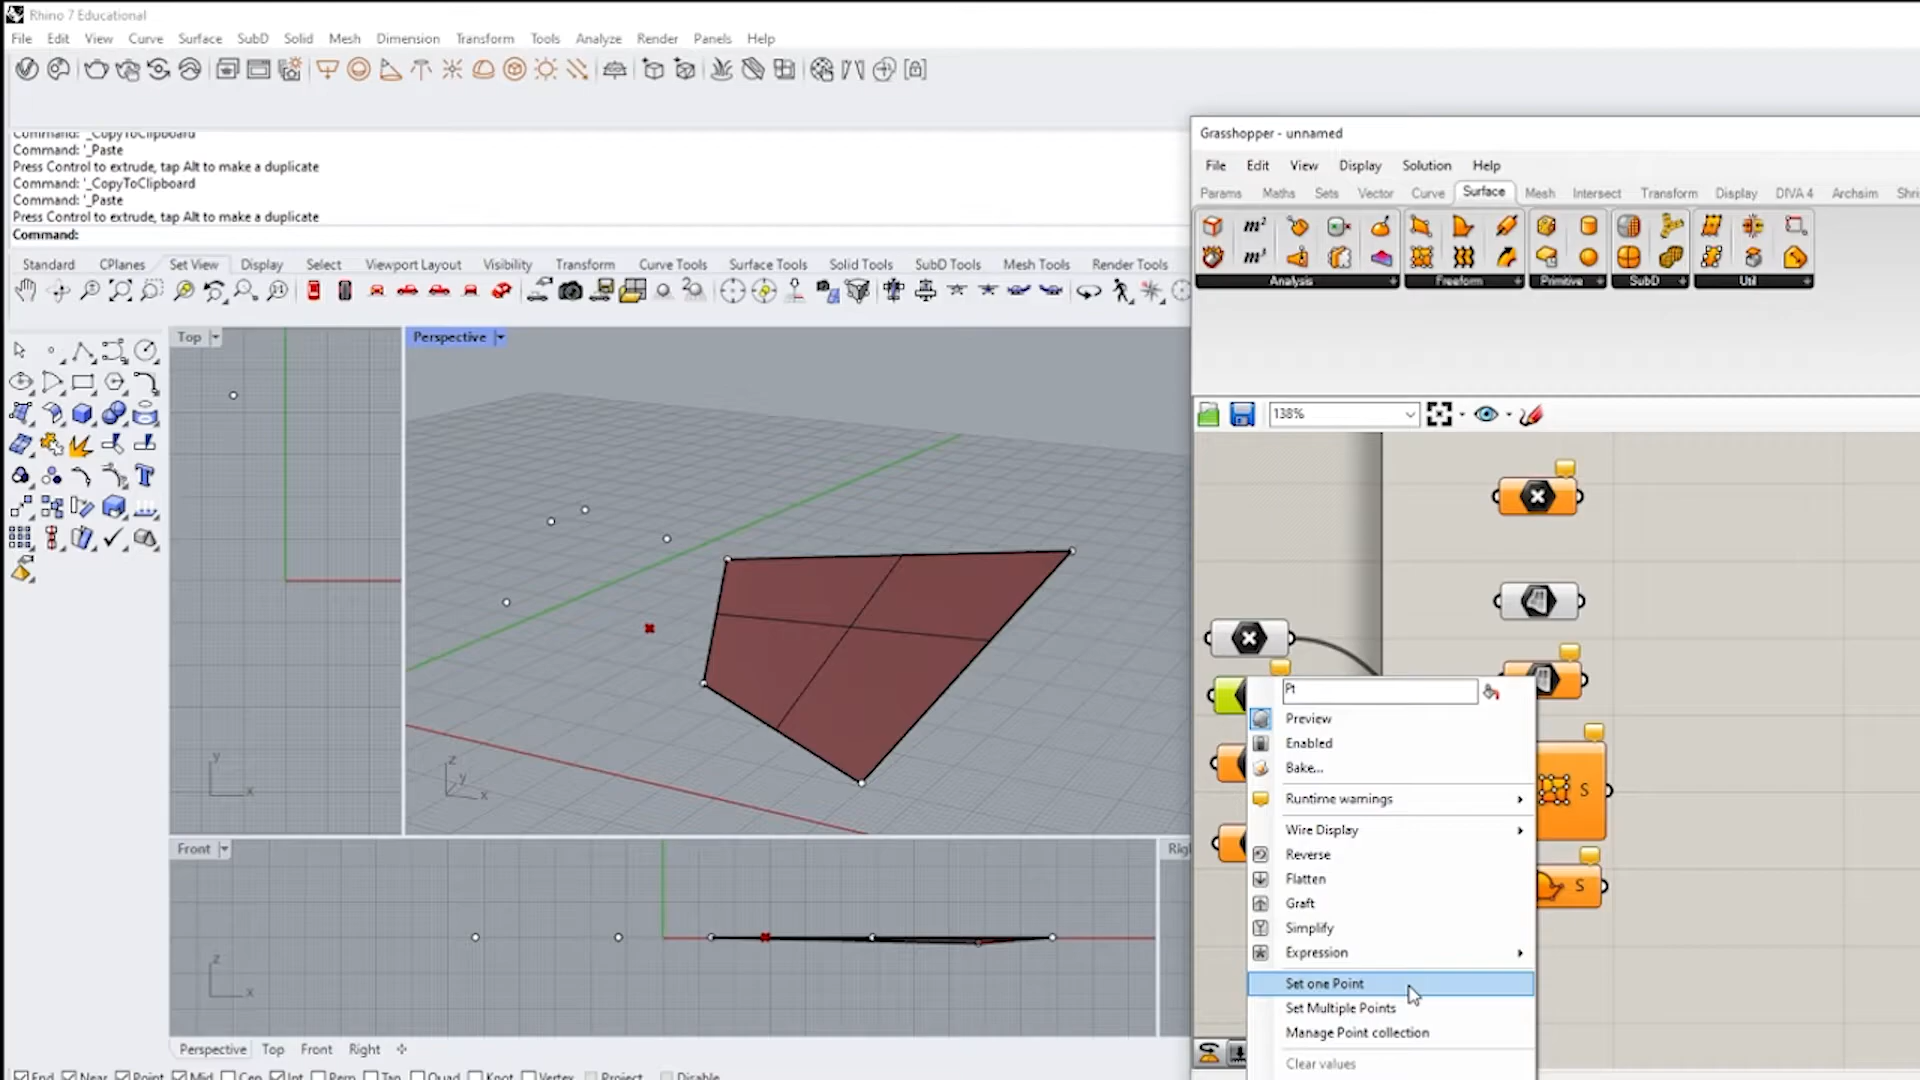 Rhino 7 Educational
File Edit View Curve Surface SubD Solid Mesh Dimension Transform Tools Analyze Render Panels Help
Command: '_CopyToClipboard
Command: '_Paste
Press Control to extrude, tap Alt to make a duplicate
Command: '_CopyToClipboard
Command: '_Paste
Press Control to extrude, tap Alt to make a duplicate
Command:
Standard CPlanes Set View Display Select Viewport Layout Visibility Transform Curve Tools Surface Tools Solid Tools SubD Tools Mesh Tools Render Tools
Top
Perspective
y
x
z
y
x
Front
Right
z
x
Perspective Top Front Right
End Near Point Mid Cen Int Perp Tan Quad Knot Vertex Project Disable
Grasshopper - unnamed
File Edit View Display Solution Help
Params Maths Sets Vector Curve Surface Mesh Intersect Transform Display DIVA 4 Archsim Shri
m²
m³
Analysis Freeform Primitive SubD Util
138%
Pt
Preview
Enabled
Bake...
Runtime warnings
Wire Display
Reverse
Flatten
Graft
Simplify
Expression
Set one Point
Set Multiple Points
Manage Point collection
Clear values
S
S